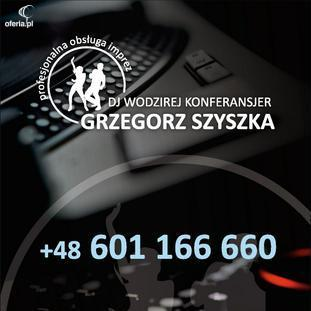 oferia.pl
profesjonalna obsługa imprez
DJ WODZIREJ KONFERANSJER
GRZEGORZ SZYSZKA
+48 601 166 660